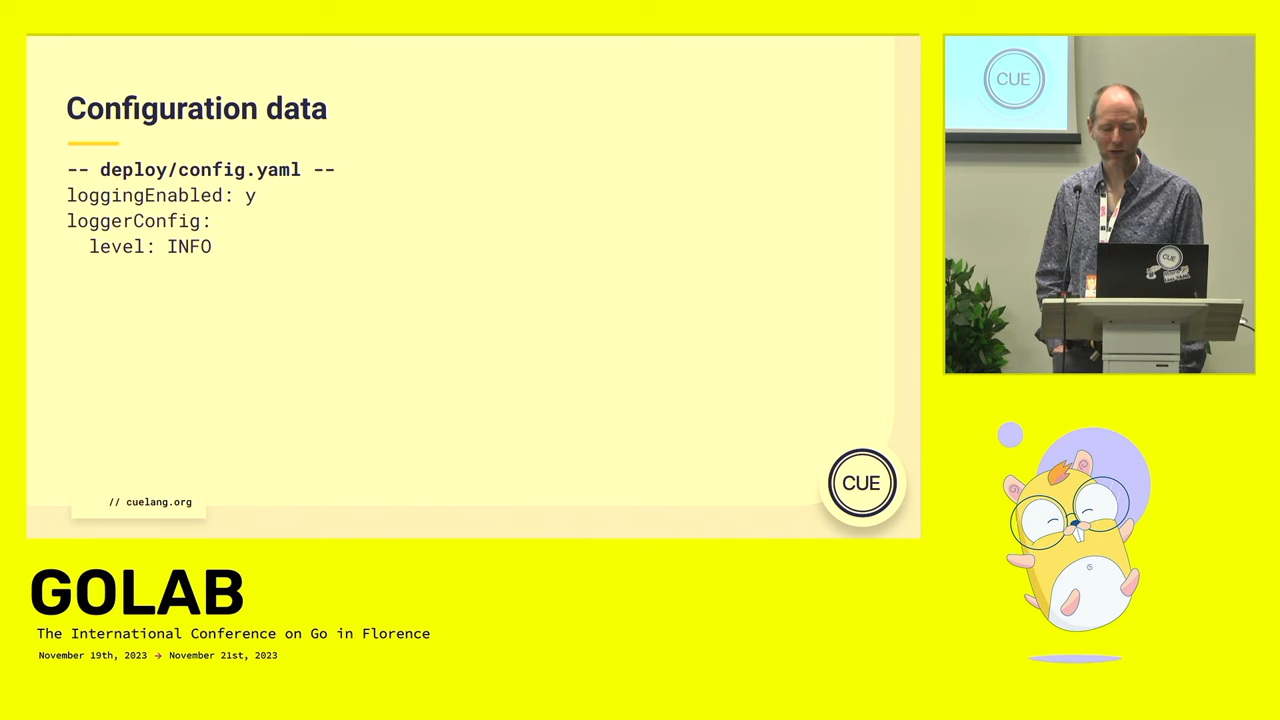 Configuration data
-- deploy/config.yaml --
loggingEnabled: y
loggerConfig:
  level: INFO
// cuelang.org
CUE
CUE
CUE
GOLAB
The International Conference on Go in Florence
November 19th, 2023 → November 21st, 2023